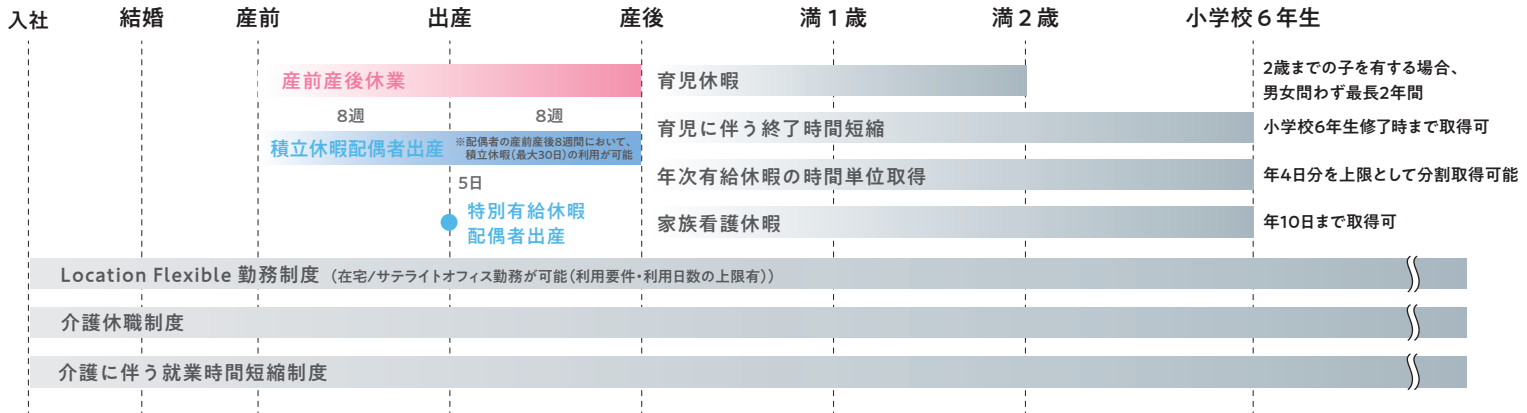 入社 結婚 産前 出産 産後 満1歳 満2歳 小学校6年生
産前産後休業
育児休暇
2歳までの子を有する場合、
男女問わず最長2年間
8週 8週
育児に伴う終了時間短縮
小学校6年生修了時まで取得可
積立休暇配偶者出産
※配偶者の産前産後8週間において、
積立休暇(最大30日)の利用が可能
年次有給休暇の時間単位取得
年4日分を上限として分割取得可能
5日
特別有給休暇
配偶者出産
家族看護休暇
年10日まで取得可
Location Flexible 勤務制度 (在宅/サテライトオフィス勤務が可能(利用要件・利用日数の上限有))
介護休職制度
介護に伴う就業時間短縮制度